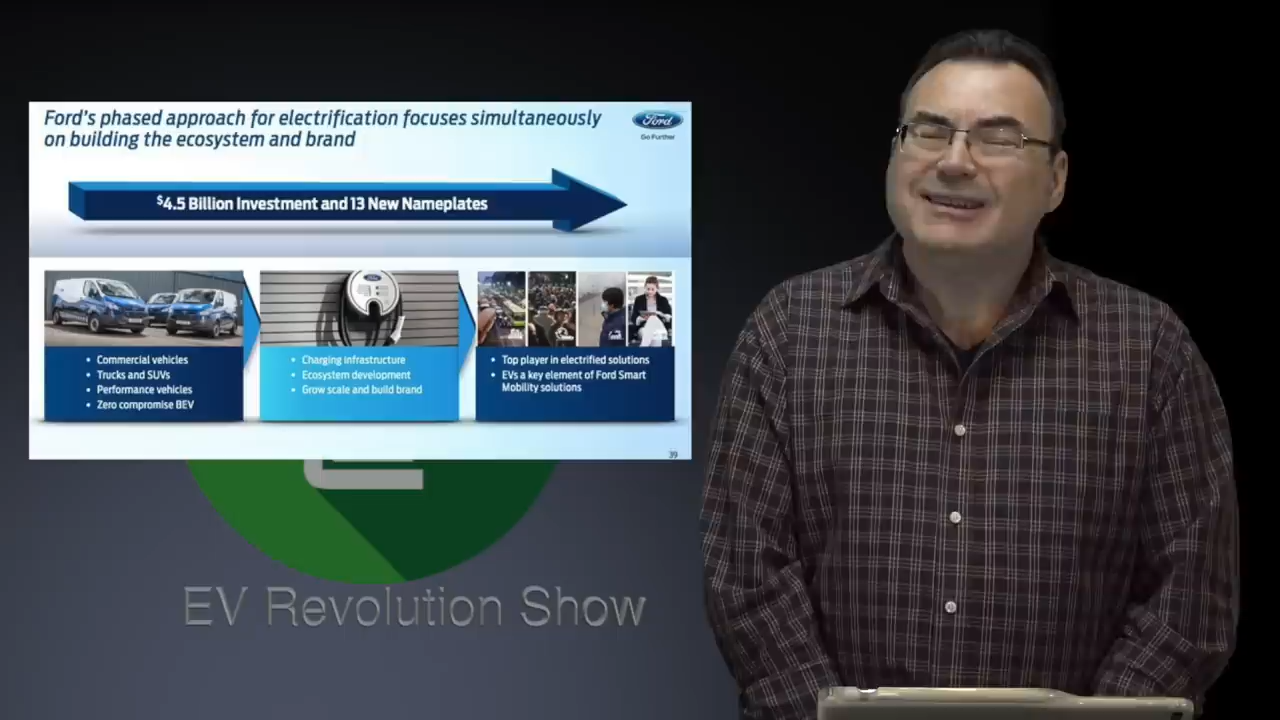 Ford's phased approach for electrification focuses simultaneously
on building the ecosystem and brand
Ford
Go Further
$4.5 Billion Investment and 13 New Nameplates
• Commercial vehicles
• Trucks and SUVs
• Performance vehicles
• Zero compromise BEV
• Charging infrastructure
• Ecosystem development
• Grow scale and build brand
• Top player in electrified solutions
• EVs a key element of Ford Smart
Mobility solutions
39
EV Revolution Show